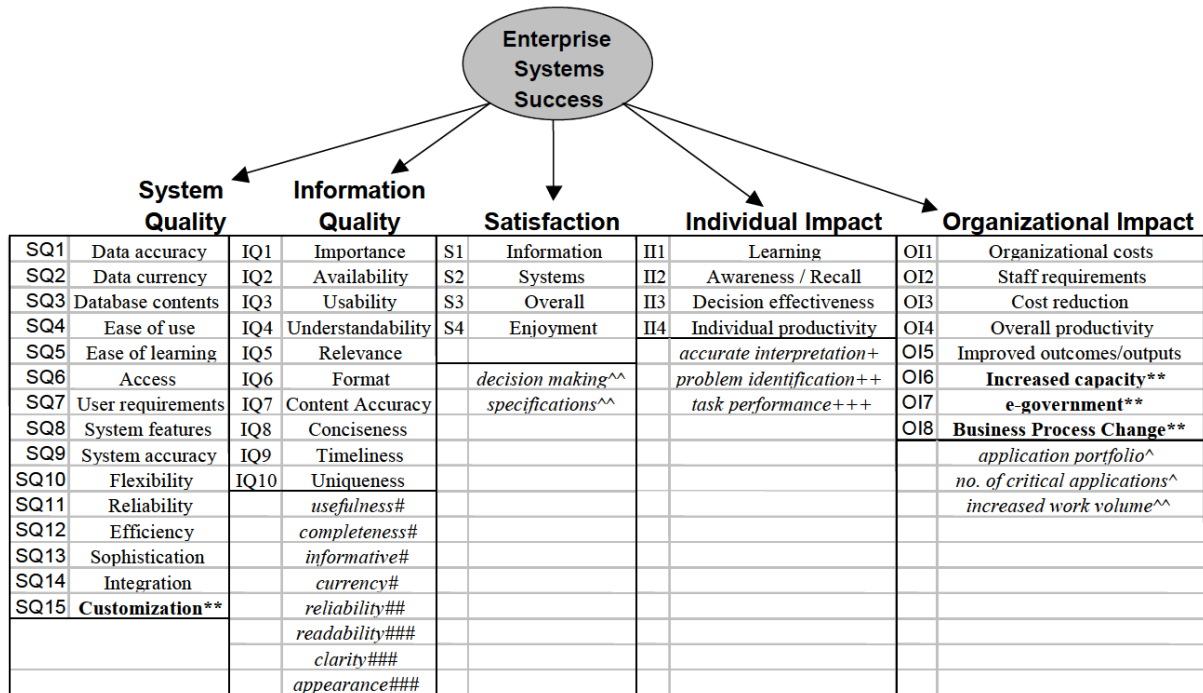 Enterprise
Systems
Success
System
Quality
Information
Quality
Satisfaction
Individual Impact
Organizational Impact
SQ1 Data accuracy IQ1 Importance S1 Information II1 Learning OI1 Organizational costs
SQ2 Data currency IQ2 Availability S2 Systems II2 Awareness / Recall OI2 Staff requirements
SQ3 Database contents IQ3 Usability S3 Overall II3 Decision effectiveness OI3 Cost reduction
SQ4 Ease of use IQ4 Understandability S4 Enjoyment II4 Individual productivity OI4 Overall productivity
SQ5 Ease of learning IQ5 Relevance accurate interpretation+ OI5 Improved outcomes/outputs
SQ6 Access IQ6 Format decision making^^ problem identification++ OI6 Increased capacity**
SQ7 User requirements IQ7 Content Accuracy specifications^^ task performance+++ OI7 e-government**
SQ8 System features IQ8 Conciseness OI8 Business Process Change**
SQ9 System accuracy IQ9 Timeliness application portfolio^
SQ10 Flexibility IQ10 Uniqueness no. of critical applications^
SQ11 Reliability usefulness# increased work volume^^
SQ12 Efficiency completeness#
SQ13 Sophistication informative#
SQ14 Integration currency#
SQ15 Customization** reliability##
readability###
clarity###
appearance###